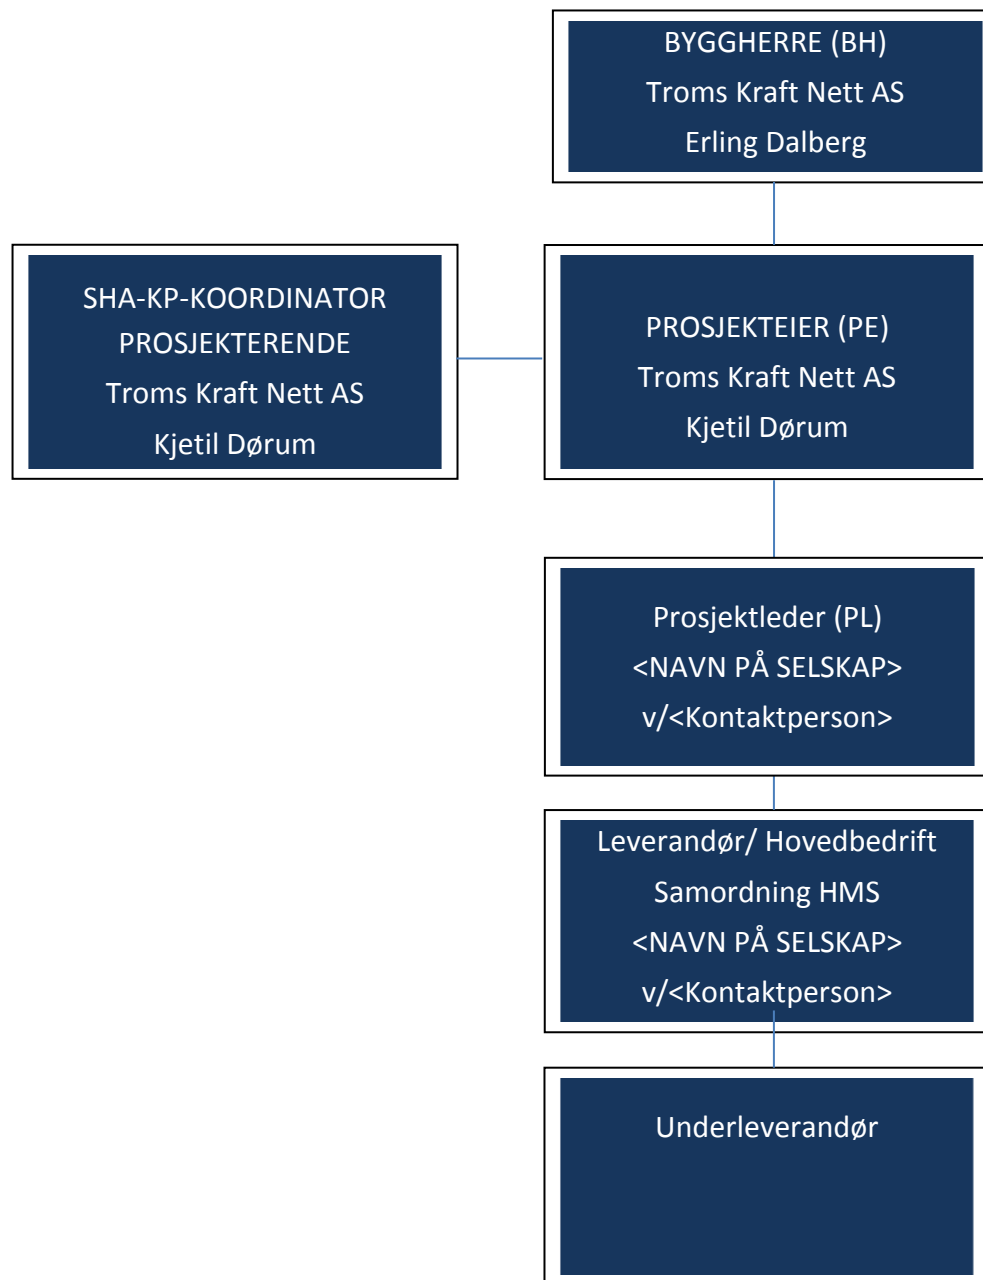 BYGGHERRE (BH)
Troms Kraft Nett AS
Erling Dalberg
SHA-KP-KOORDINATOR
PROSJEKTERENDE
Troms Kraft Nett AS
Kjetil Dørum
PROSJEKTEIER (PE)
Troms Kraft Nett AS
Kjetil Dørum
Prosjektleder (PL)
<NAVN PÅ SELSKAP>
v/<Kontaktperson>
Leverandør/ Hovedbedrift
Samordning HMS
<NAVN PÅ SELSKAP>
v/<Kontaktperson>
Underleverandør